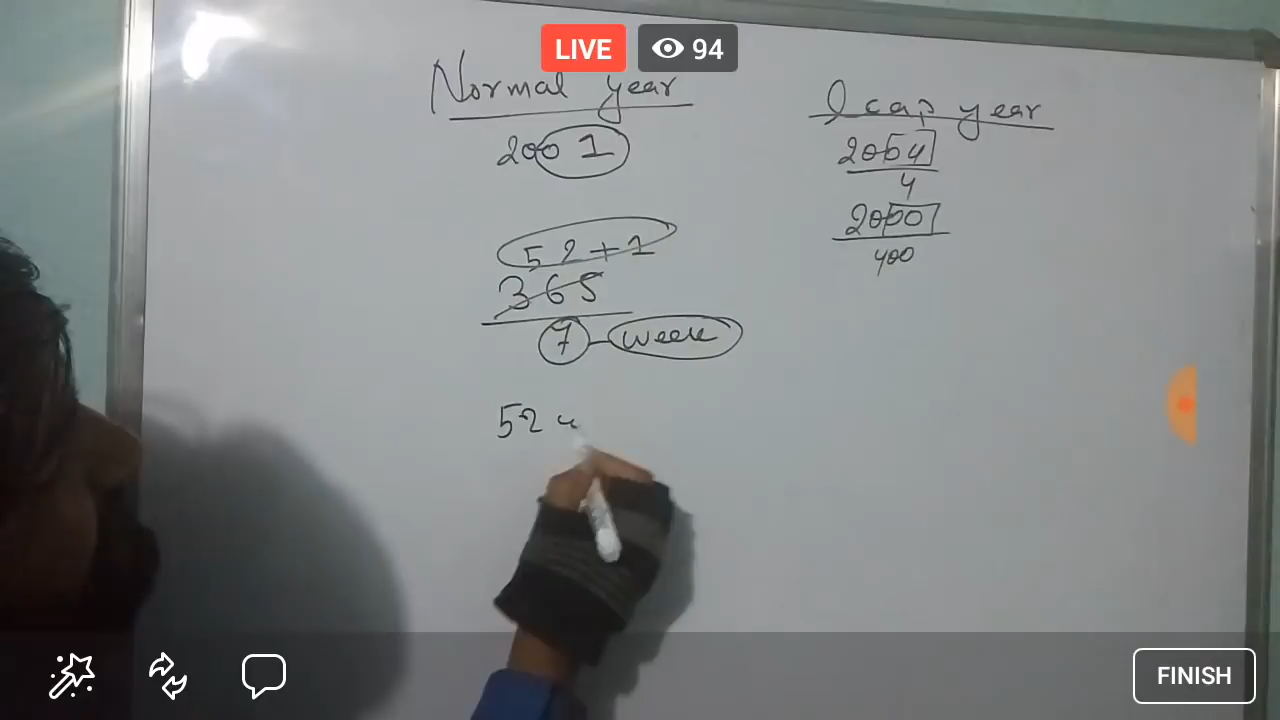 LIVE 94
Normal year
2001
52+1
365
7 - week
52 w
leap year
2004
4
2000
400
FINISH